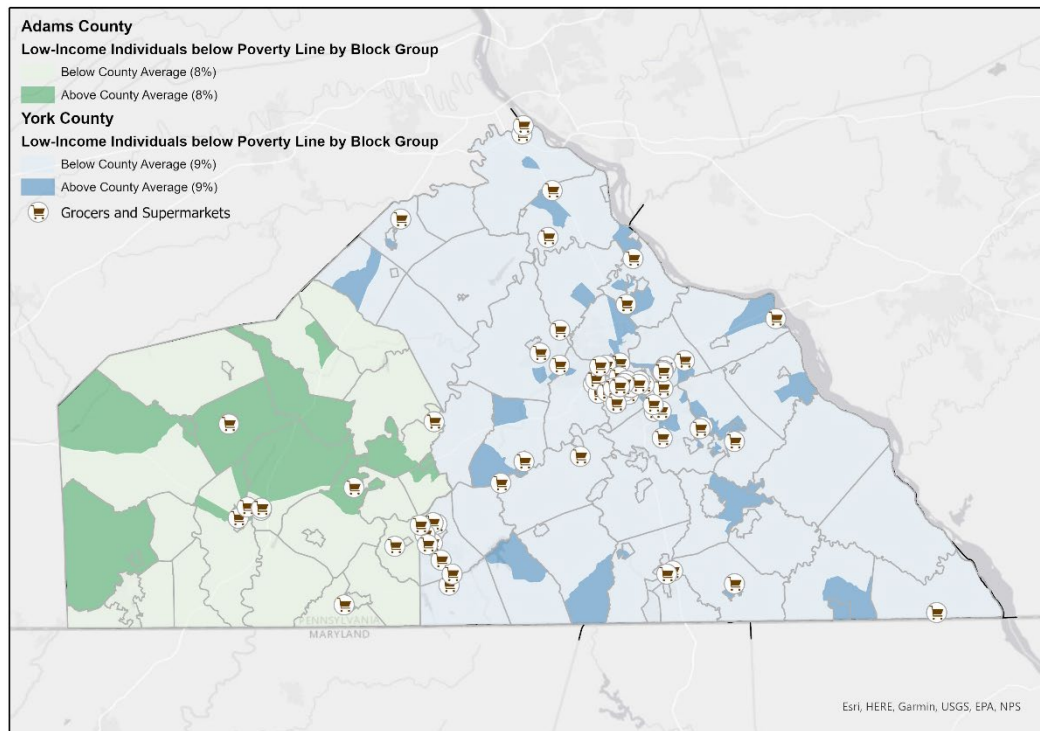 Adams County
Low-Income Individuals below Poverty Line by Block Group
Below County Average (8%)
Above County Average (8%)
York County
Low-Income Individuals below Poverty Line by Block Group
Below County Average (9%)
Above County Average (9%)
Grocers and Supermarkets
PENNSYLVANIA
MARYLAND
Esri, HERE, Garmin, USGS, EPA, NPS